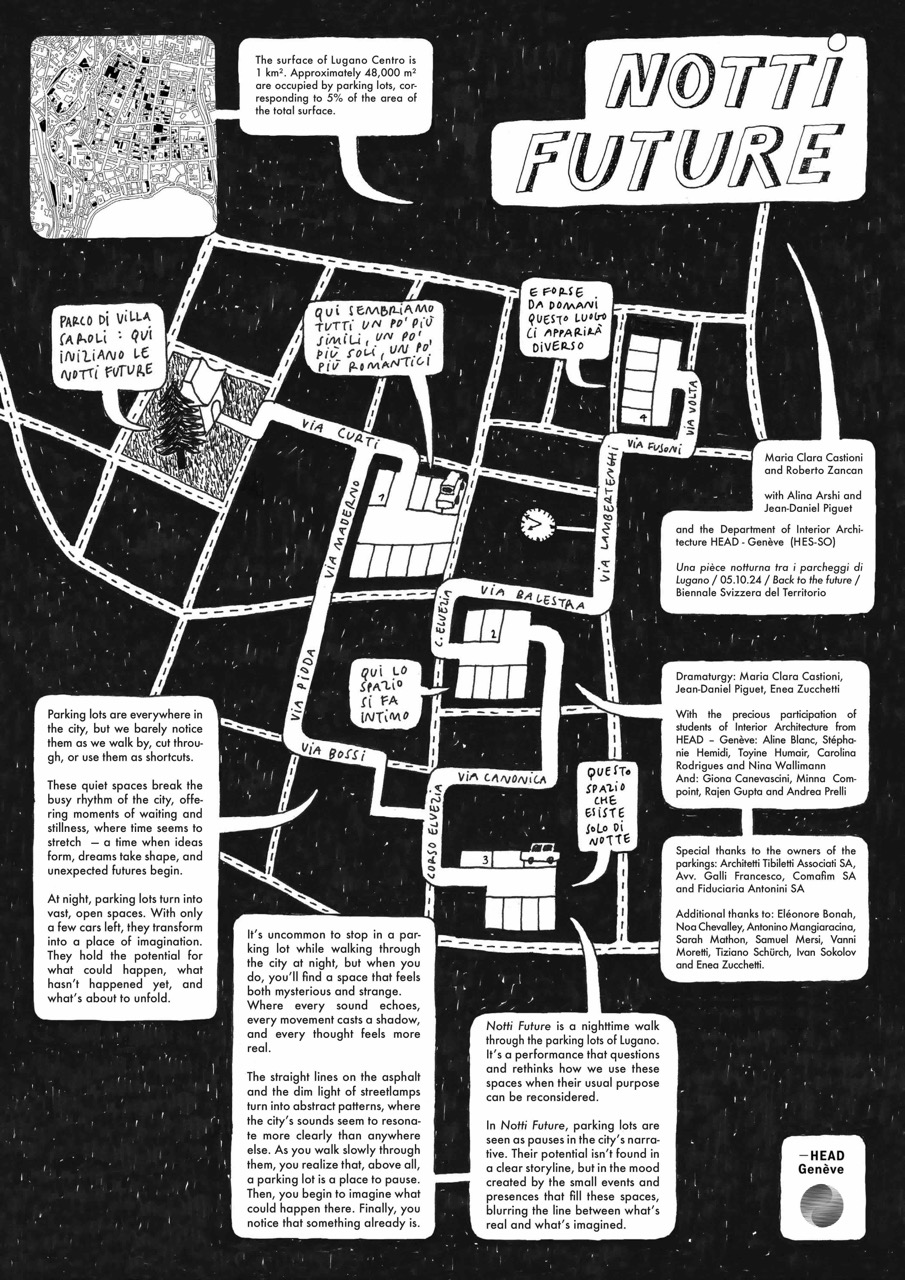 The surface of Lugano Centro is
1 km². Approximately 48,000 m²
are occupied by parking lots, cor-
responding to 5% of the area of
the total surface.
NOTTI
FUTURE
PARCO DI VILLA
SAROLI : QUI
INIZIANO LE
NOTTI FUTURE
QUI SEMBRIAMO
TUTTI UN PO' PIÙ
SIMILI, UN PO'
PIÙ SOLI, UN PO'
PIÙ ROMANTICI
E FORSE
DA DOMANI
QUESTO LUOGO
CI APPARIRÀ
DIVERSO
4
VIA VOLTA
VIA FUSONI
VIA CURTI
1
VIA MADERNO
VIA LAMBERTENGHI
VIA BALESTRA
C. ELVEZIA
2
QUI LO
SPAZIO
SI FA
INTIMO
VIA PIODA
VIA BOSSI
VIA CANONICA
CORSO ELVEZIA
3
QUESTO
SPAZIO
CHE
ESISTE
SOLO DI
NOTTE
Maria Clara Castioni
and Roberto Zancan
with Alina Arshi and
Jean-Daniel Piguet
and the Department of Interior Archi-
tecture HEAD - Genève (HES-SO)
Una pièce notturna tra i parcheggi di
Lugano / 05.10.24 / Back to the future /
Biennale Svizzera del Territorio
Dramaturgy: Maria Clara Castioni,
Jean-Daniel Piguet, Enea Zucchetti
With the precious participation of
students of Interior Architecture from
HEAD – Genève: Aline Blanc, Stépha-
nie Hemidi, Toyine Humair, Carolina
Rodrigues and Nina Wallimann
And: Giona Canevascini, Minna Com-
point, Rajen Gupta and Andrea Prelli
Special thanks to the owners of the
parkings: Architetti Tibiletti Associati SA,
Avv. Galli Francesco, Comafim SA
and Fiduciaria Antonini SA
Additional thanks to: Eléonore Bonah,
Noa Chevalley, Antonino Mangiaracina,
Sarah Mathon, Samuel Mersi, Vanni
Moretti, Tiziano Schürch, Ivan Sokolov
and Enea Zucchetti.
Parking lots are everywhere in
the city, but we barely notice
them as we walk by, cut throu-
gh, or use them as shortcuts.
These quiet spaces break the
busy rhythm of the city, offe-
ring moments of waiting and
stillness, where time seems to
stretch — a time when ideas
form, dreams take shape, and
unexpected futures begin.
At night, parking lots turn into
vast, open spaces. With only
a few cars left, they transform
into a place of imagination.
They hold the potential for
what could happen, what
hasn't happened yet, and
what's about to unfold.
It's uncommon to stop in a par-
king lot while walking through
the city at night, but when you
do, you'll find a space that feels
both mysterious and strange.
Where every sound echoes,
every movement casts a shadow,
and every thought feels more
real.
The straight lines on the asphalt
and the dim light of streetlamps
turn into abstract patterns, where
the city's sounds seem to resona-
te more clearly than anywhere
else. As you walk slowly through
them, you realize that, above all,
a parking lot is a place to pause.
Then, you begin to imagine what
could happen there. Finally, you
notice that something already is.
Notti Future is a nighttime walk
through the parking lots of Lugano.
It's a performance that questions
and rethinks how we use these
spaces when their usual purpose
can be reconsidered.
In Notti Future, parking lots are
seen as pauses in the city's narra-
tive. Their potential isn't found in
a clear storyline, but in the mood
created by the small events and
presences that fill these spaces,
blurring the line between what's
real and what's imagined.
—HEAD
Genève